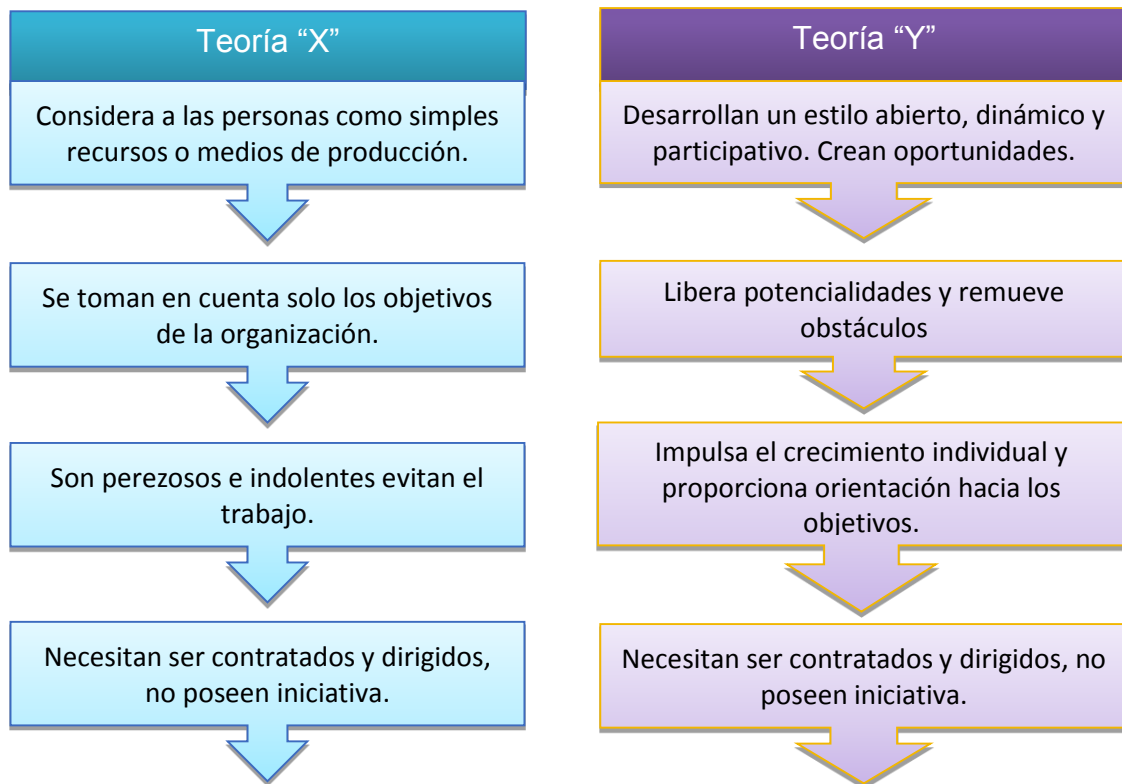 Teoría “X”
Considera a las personas como simples
recursos o medios de producción.
Se toman en cuenta solo los objetivos
de la organización.
Son perezosos e indolentes evitan el
trabajo.
Necesitan ser contratados y dirigidos,
no poseen iniciativa.
Teoría “Y”
Desarrollan un estilo abierto, dinámico y
participativo. Crean oportunidades.
Libera potencialidades y remueve
obstáculos
Impulsa el crecimiento individual y
proporciona orientación hacia los
objetivos.
Necesitan ser contratados y dirigidos, no
poseen iniciativa.